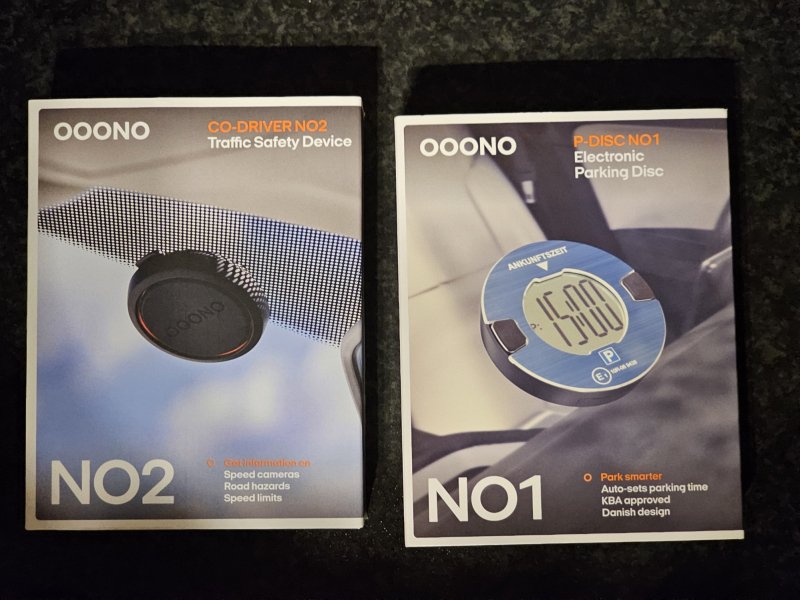 OOONO
CO-DRIVER NO2
Traffic Safety Device
OOONO
NO2
Get information on
Speed cameras
Road hazards
Speed limits
OOONO
P-DISC NO1
Electronic
Parking Disc
ANKUNFTSZEIT
15:00
P
E1
NO1
Park smarter
Auto-sets parking time
KBA approved
Danish design